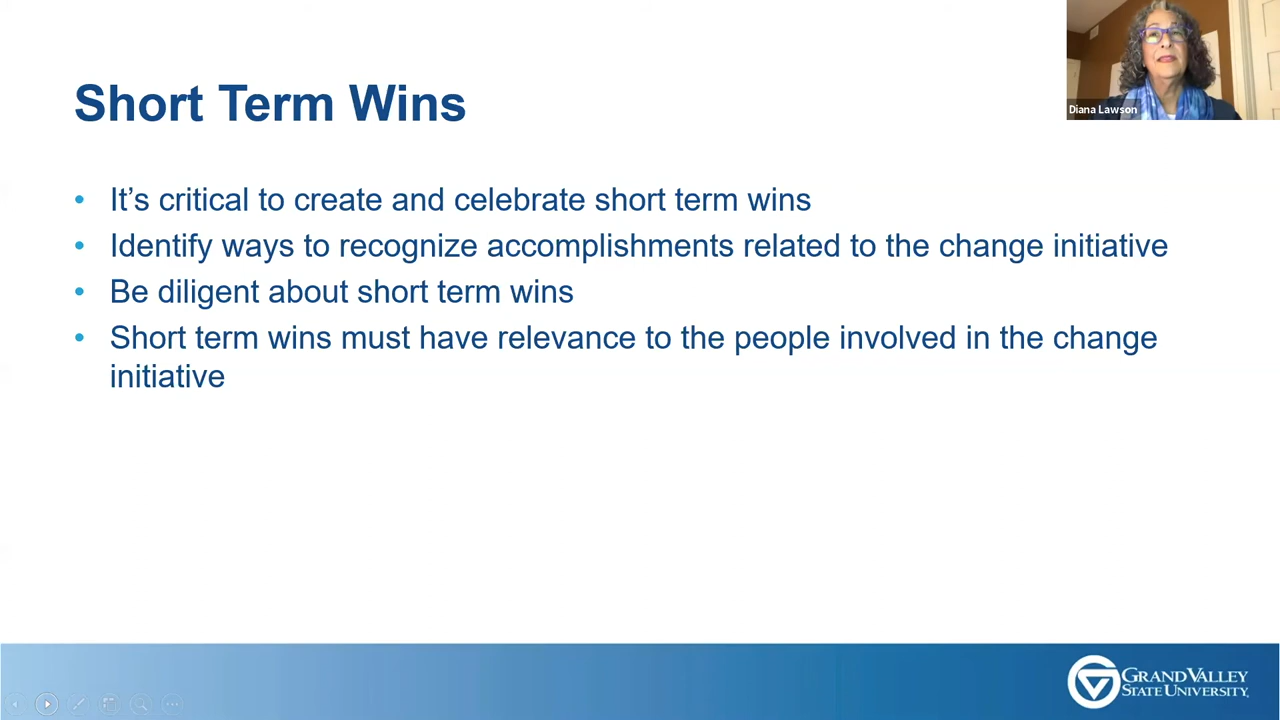 Short Term Wins
Diana Lawson
• It’s critical to create and celebrate short term wins
• Identify ways to recognize accomplishments related to the change initiative
• Be diligent about short term wins
• Short term wins must have relevance to the people involved in the change
initiative
GRAND VALLEY
STATE UNIVERSITY